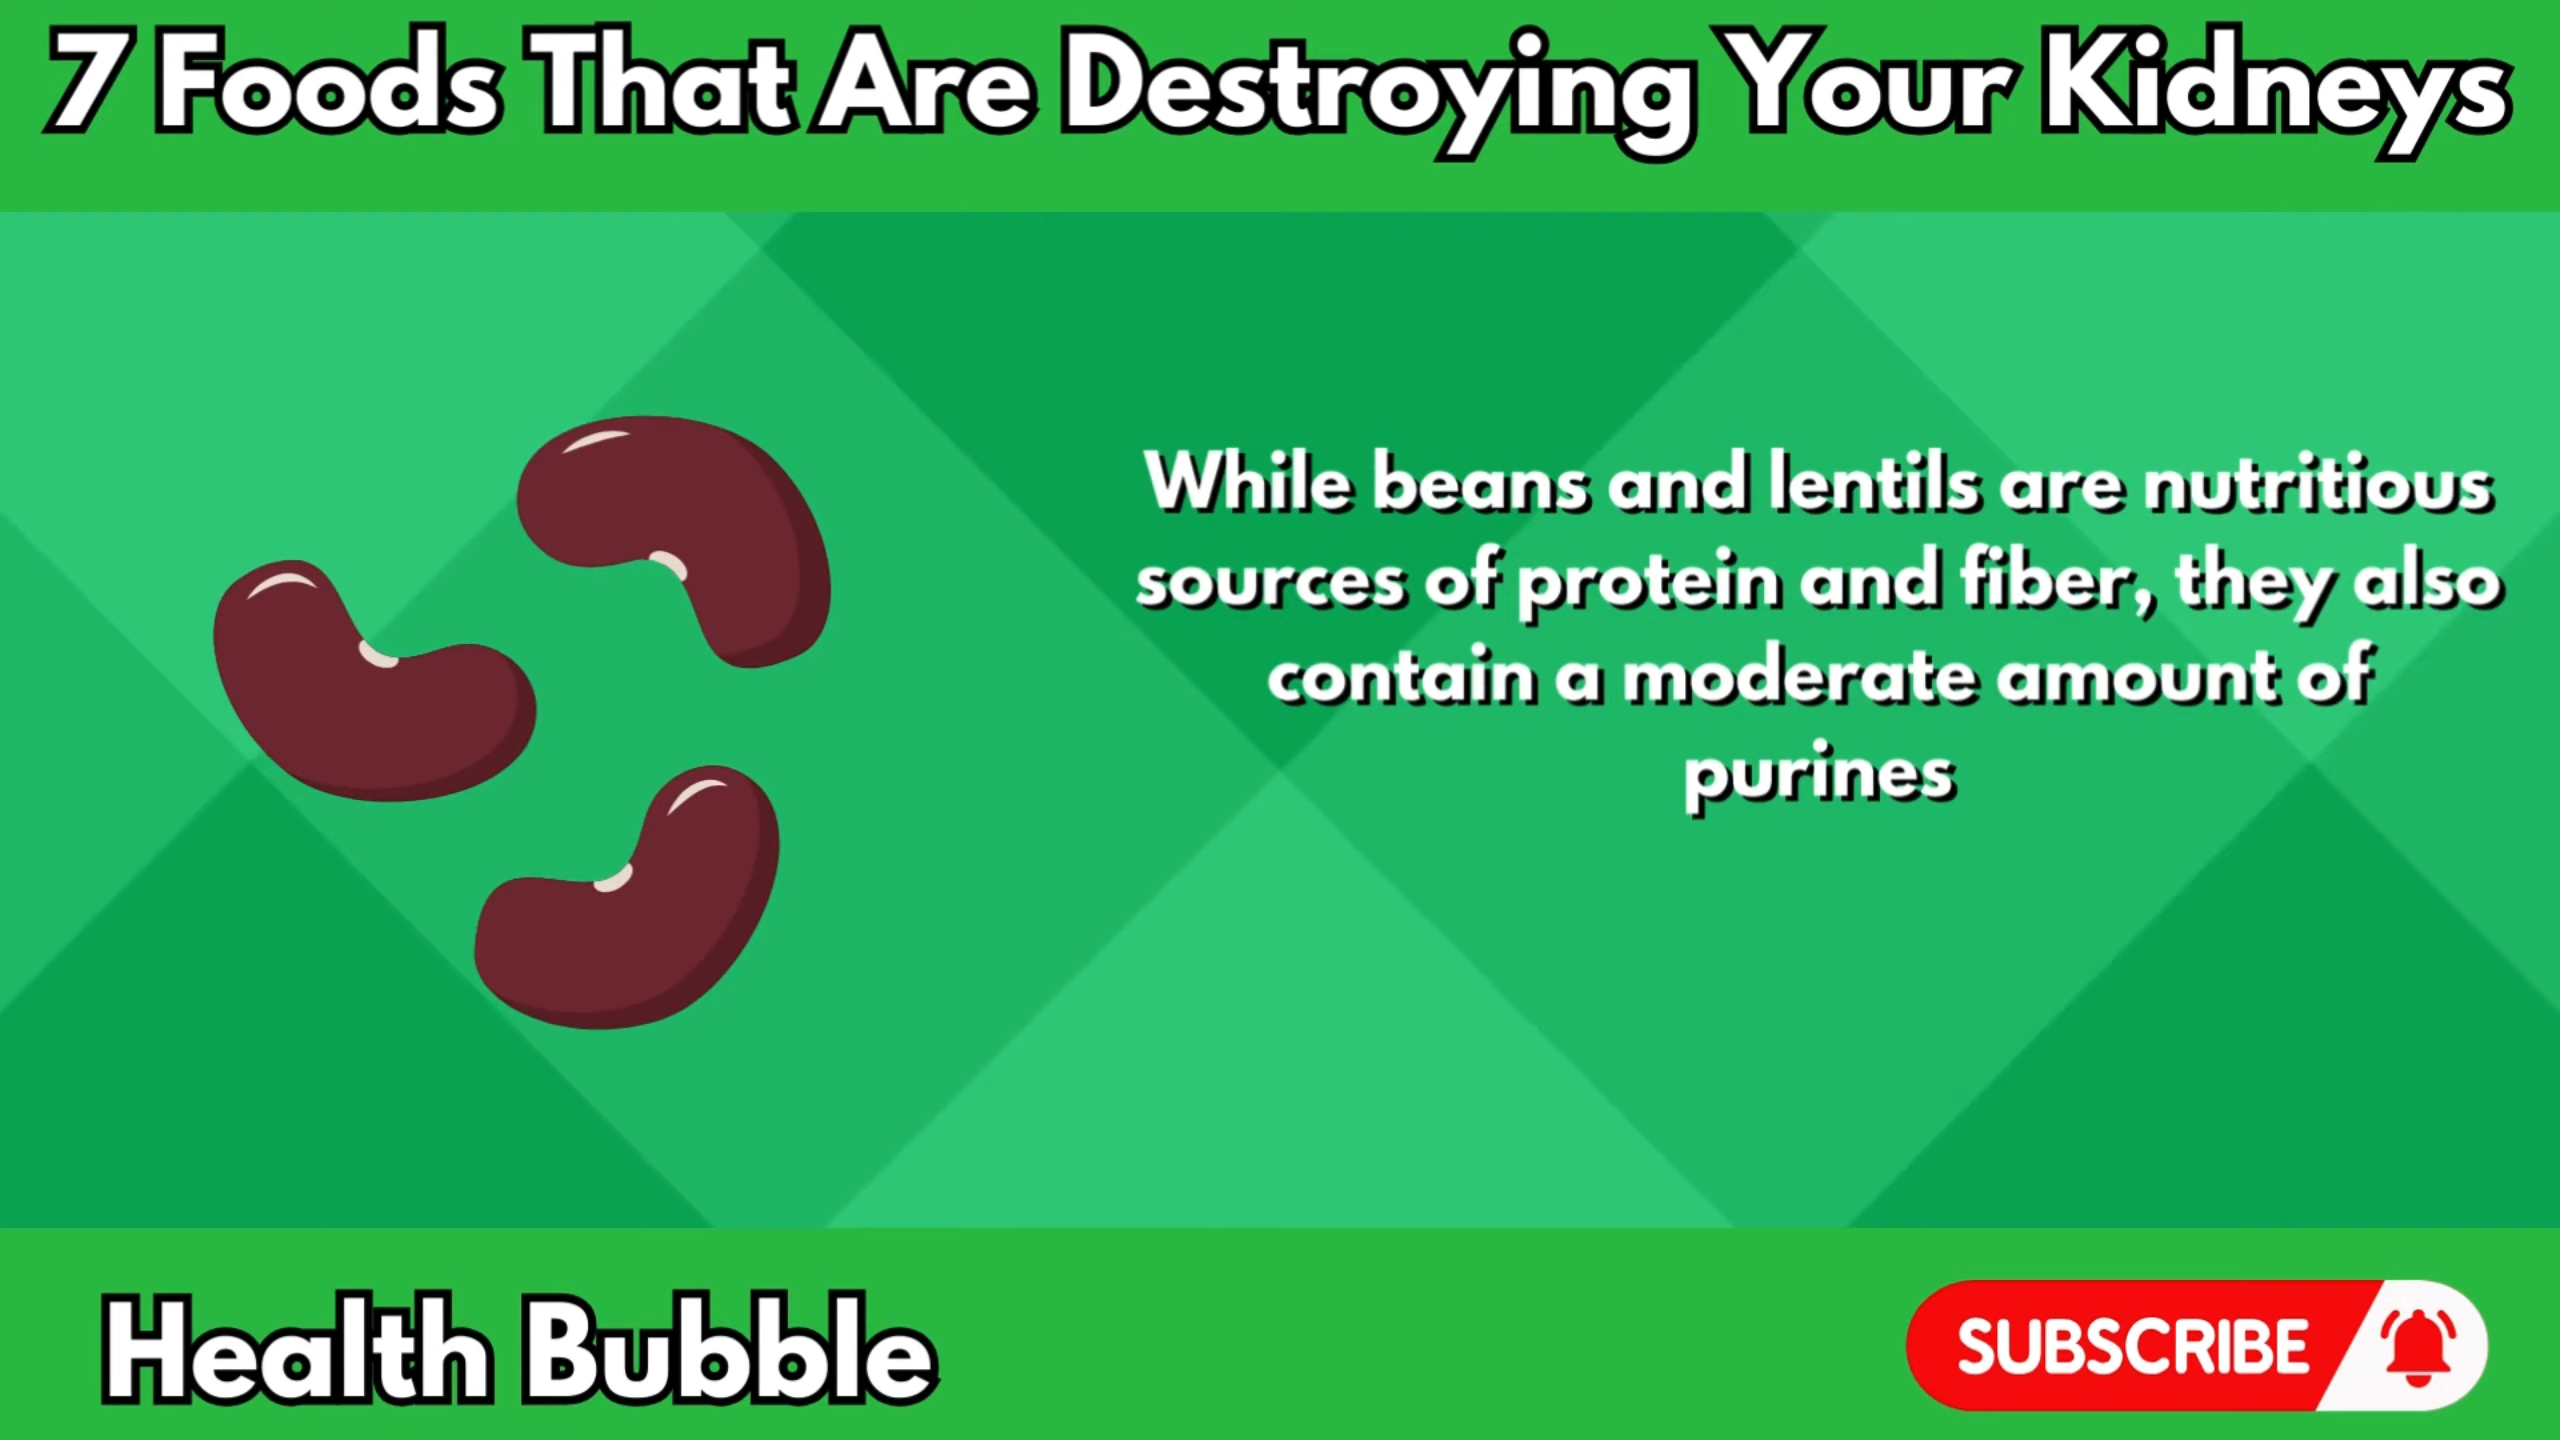 7 Foods That Are Destroying Your Kidneys
While beans and lentils are nutritious
sources of protein and fiber, they also
contain a moderate amount of
purines
Health Bubble
SUBSCRIBE